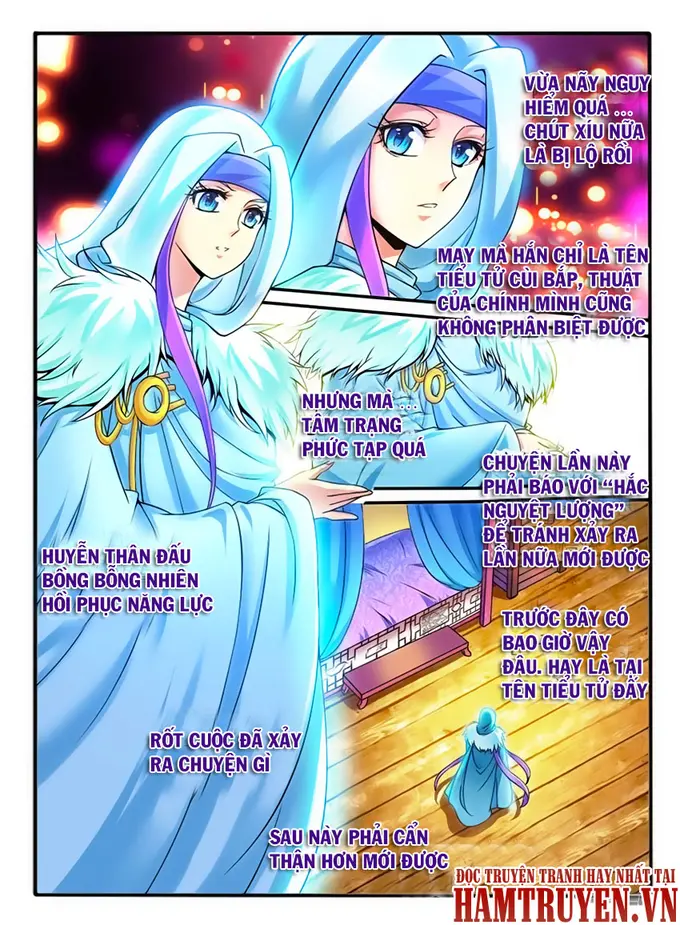 VỪA NÃY NGUY
HIỂM QUÁ ...
CHÚT XÍU NỮA
LÀ BỊ LỘ RỒI
MAY MÀ HẮN CHỈ LÀ TÊN
TIỂU TỬ CÙI BẮP, THUẬT
CỦA CHÍNH MÌNH CŨNG
KHÔNG PHÂN BIỆT ĐƯỢC
NHƯNG MÀ ...
TÂM TRẠNG
PHỨC TẠP QUÁ
CHUYỆN LẦN NÀY
PHẢI BÁO VỚI “HẮC
NGUYỆT LƯỢNG”
ĐỂ TRÁNH XẢY RA
LẦN NỮA MỚI ĐƯỢC
HUYỄN THÂN ĐẤU
BỒNG BỖNG NHIÊN
HỒI PHỤC NĂNG LỰC
TRƯỚC ĐÂY CÓ
BAO GIỜ VẬY
ĐÂU. HAY LÀ TẠI
TÊN TIỂU TỬ ĐẤY
RỐT CUỘC ĐÃ XẢY
RA CHUYỆN GÌ
SAU NÀY PHẢI CẨN
THẬN HƠN MỚI ĐƯỢC
ĐỌC TRUYỆN TRANH HAY NHẤT TẠI
HAMTRUYEN.VN